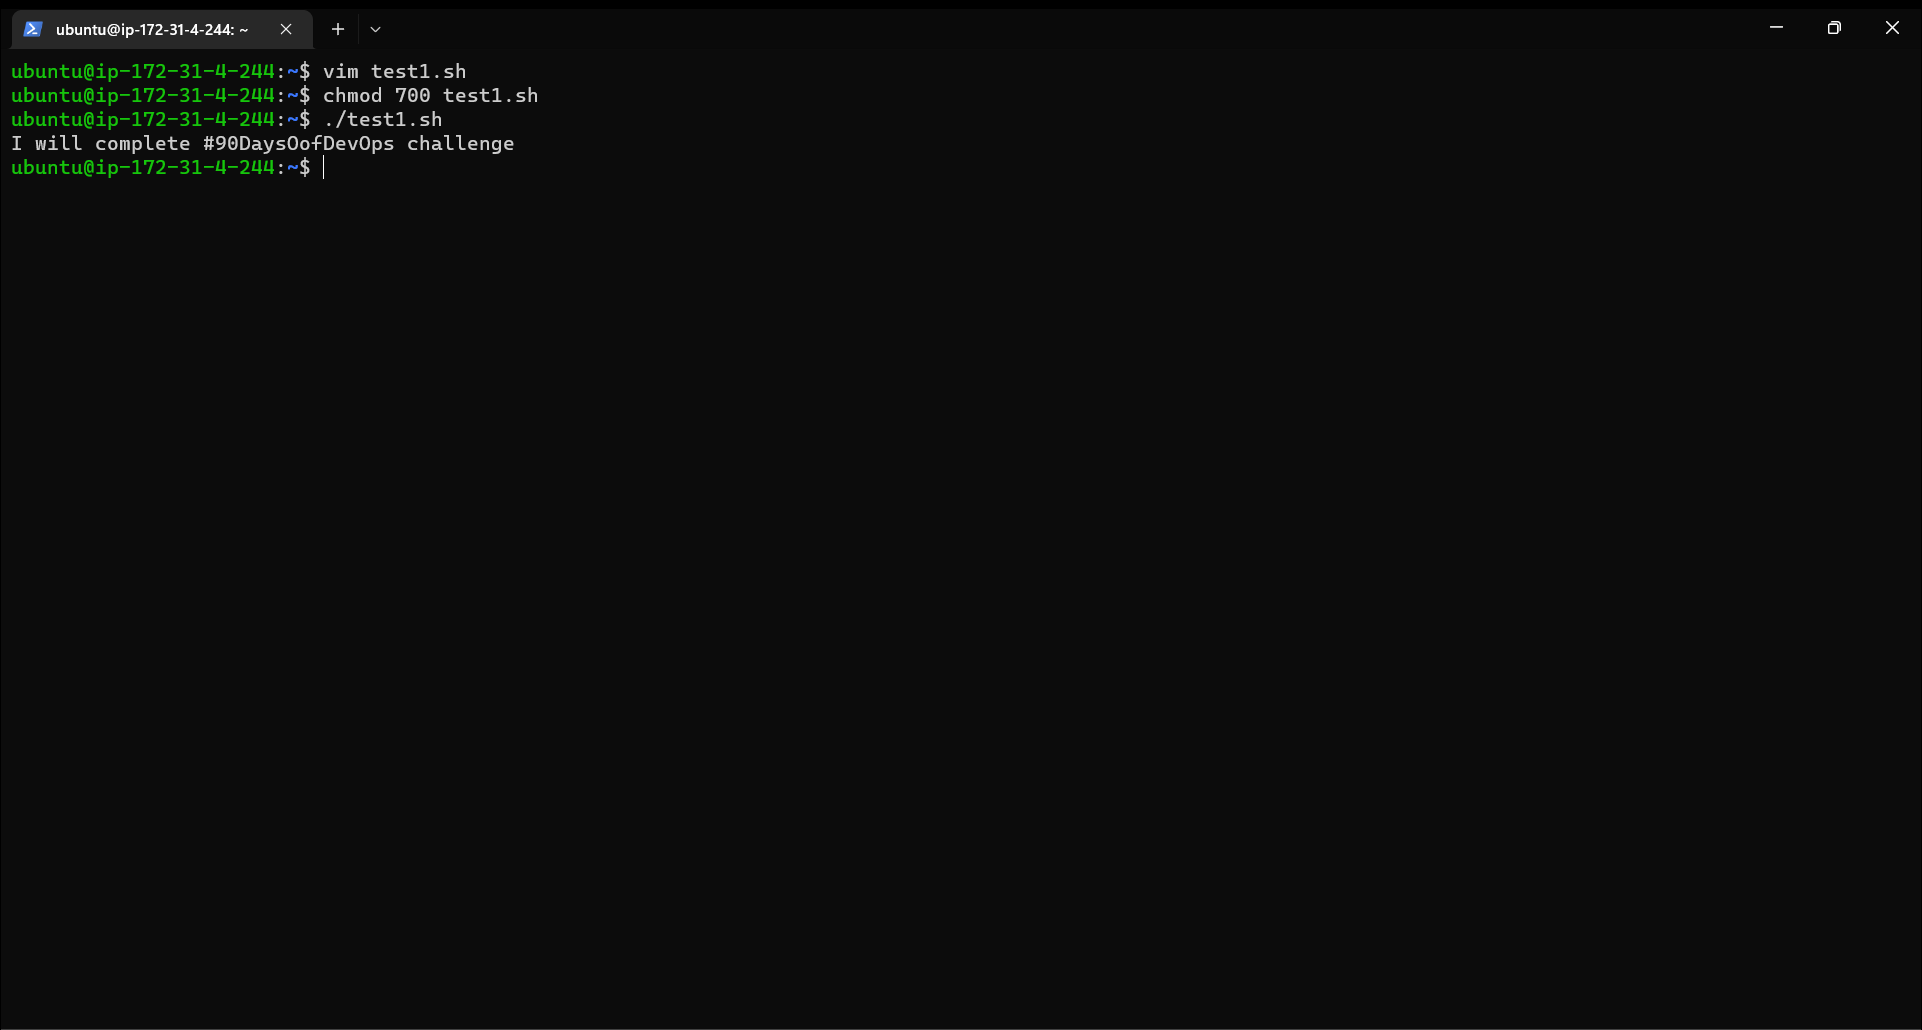 ubuntu@ip-172-31-4-244: ~
ubuntu@ip-172-31-4-244:~$ vim test1.sh
ubuntu@ip-172-31-4-244:~$ chmod 700 test1.sh
ubuntu@ip-172-31-4-244:~$ ./test1.sh
I will complete #90DaysOofDevOps challenge
ubuntu@ip-172-31-4-244:~$